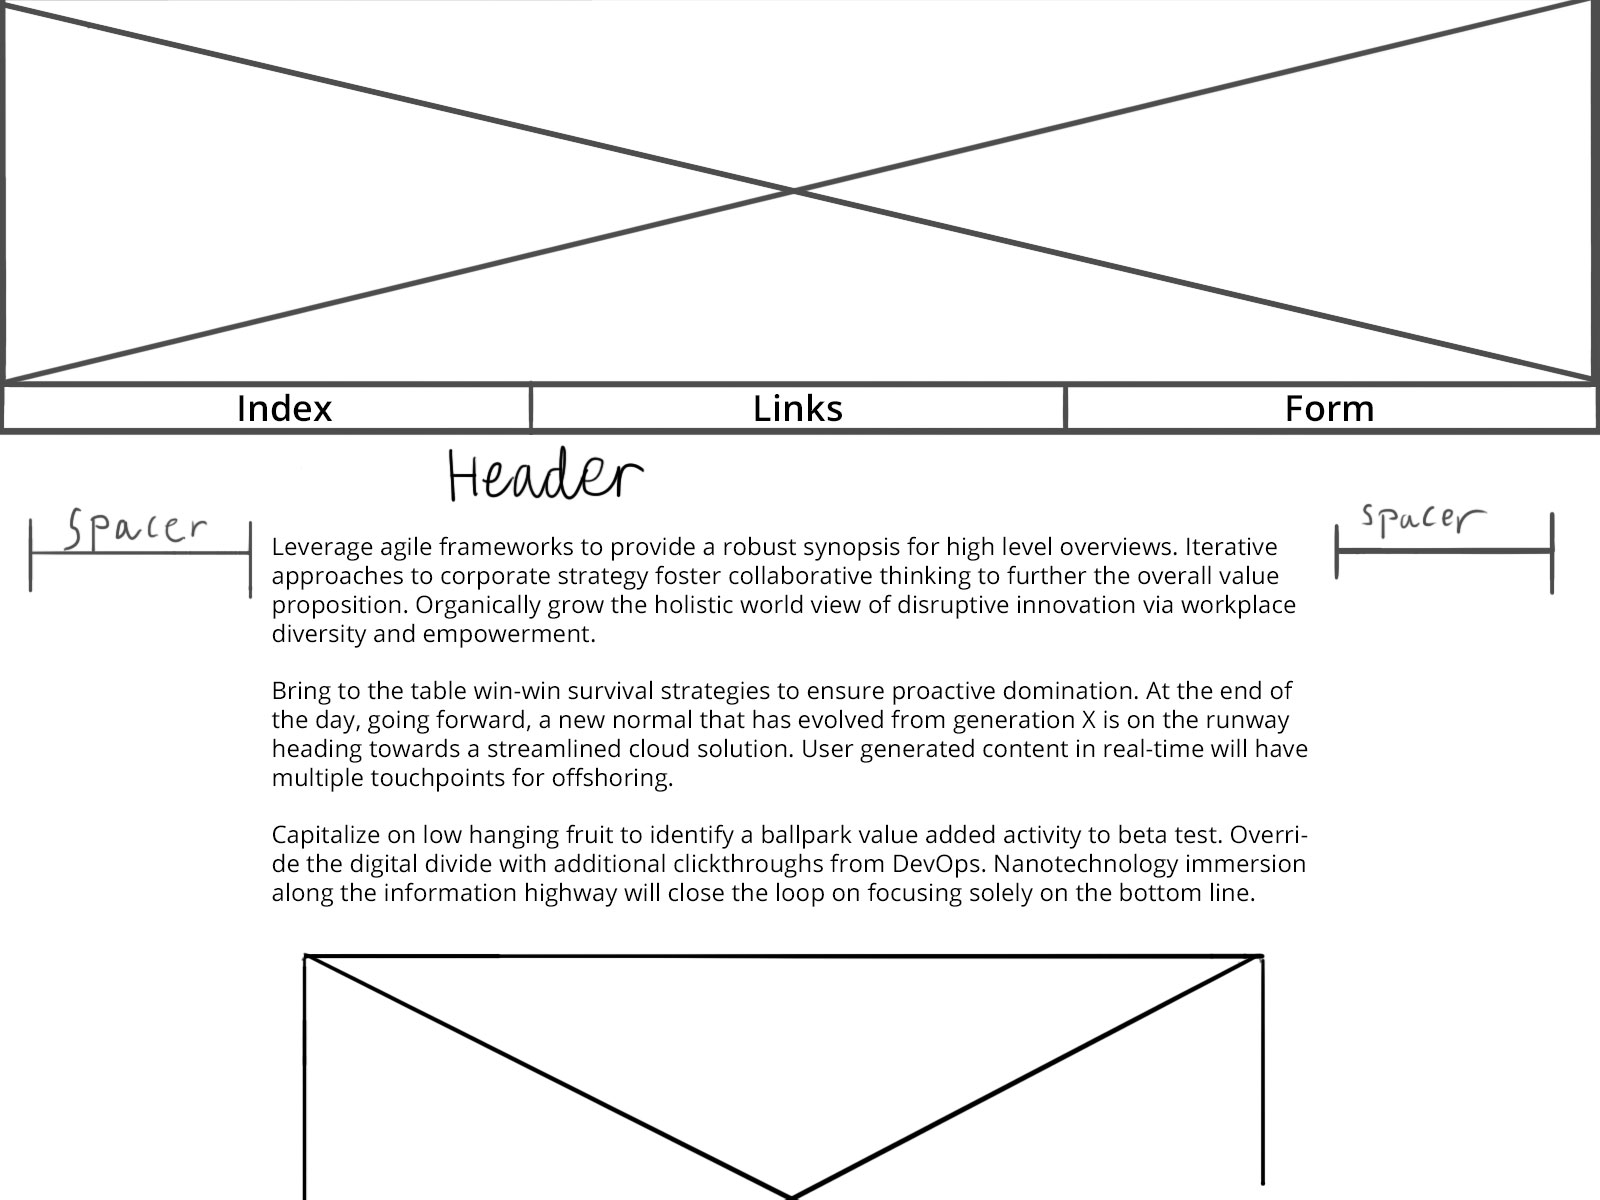 Index
Links
Form
Header
Spacer
Spacer
Leverage agile frameworks to provide a robust synopsis for high level overviews. Iterative
approaches to corporate strategy foster collaborative thinking to further the overall value
proposition. Organically grow the holistic world view of disruptive innovation via workplace
diversity and empowerment.
Bring to the table win-win survival strategies to ensure proactive domination. At the end of
the day, going forward, a new normal that has evolved from generation X is on the runway
heading towards a streamlined cloud solution. User generated content in real-time will have
multiple touchpoints for offshoring.
Capitalize on low hanging fruit to identify a ballpark value added activity to beta test. Overri-
de the digital divide with additional clickthroughs from DevOps. Nanotechnology immersion
along the information highway will close the loop on focusing solely on the bottom line.